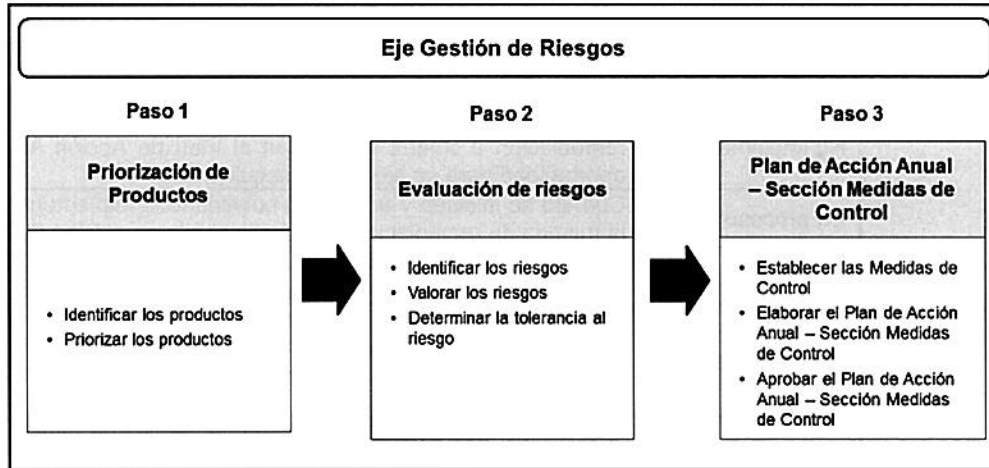 Eje Gestión de Riesgos
Paso 1
Priorización de
Productos
• Identificar los productos
• Priorizar los productos
Paso 2
Evaluación de riesgos
• Identificar los riesgos
• Valorar los riesgos
• Determinar la tolerancia al
riesgo
Paso 3
Plan de Acción Anual
– Sección Medidas de
Control
• Establecer las Medidas de
Control
• Elaborar el Plan de Acción
Anual – Sección Medidas
de Control
• Aprobar el Plan de Acción
Anual – Sección Medidas
de Control